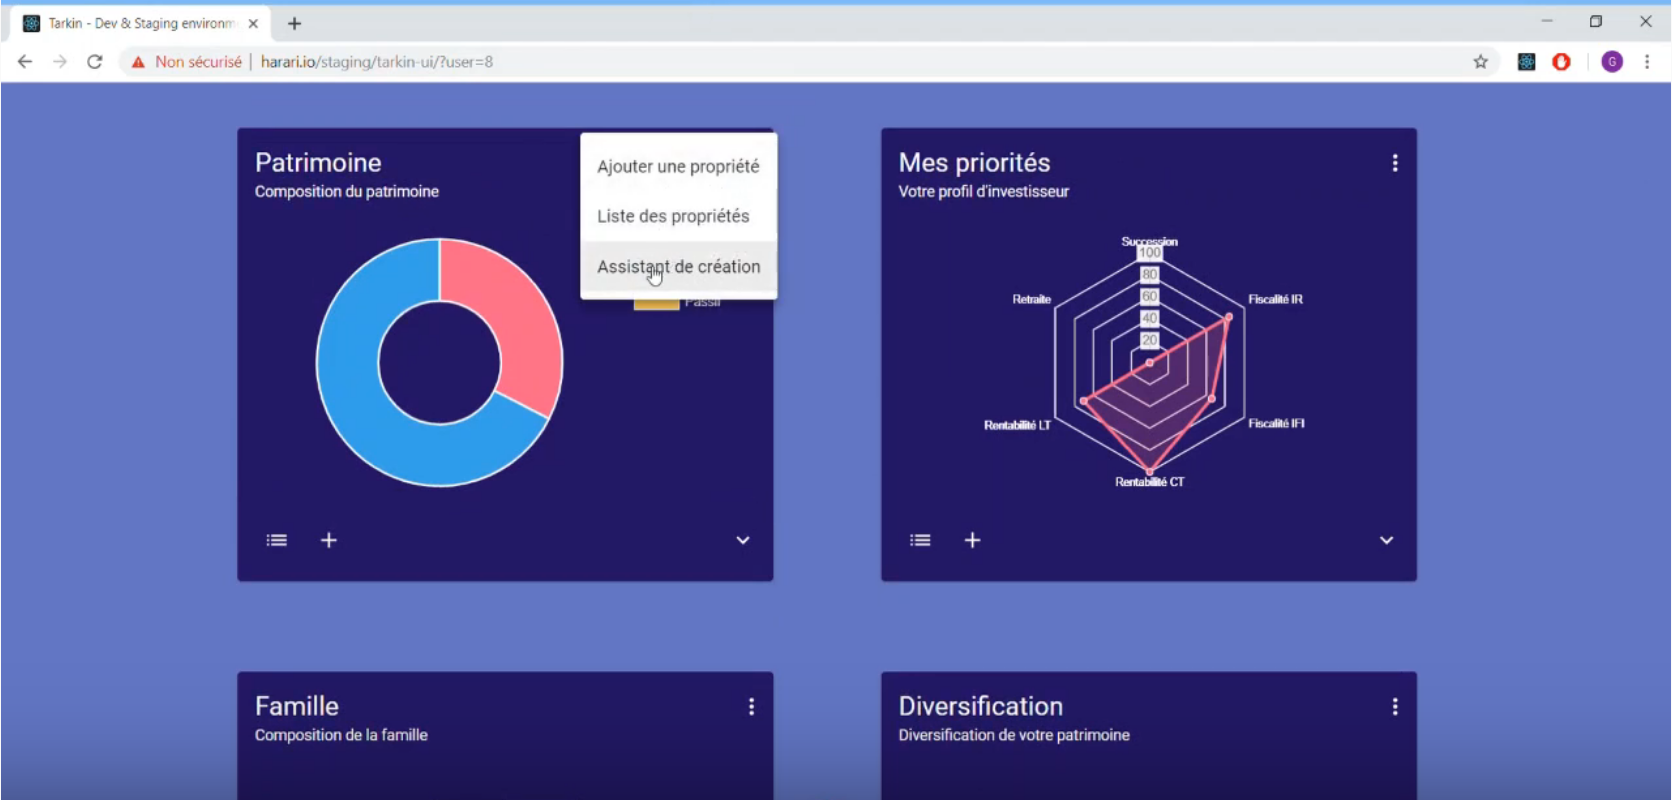 Tarkin - Dev & Staging environm
Non sécurisé
harari.io/staging/tarkin-ui/?user=8
G
Patrimoine
Composition du patrimoine
Ajouter une propriété
Liste des propriétés
Assistant de création
Passif
Mes priorités
Votre profil d'investisseur
Succession
100
80
60
40
20
Retraite
Fiscalité IR
Rentabilité LT
Fiscalité IFI
Rentabilité CT
Famille
Composition de la famille
Diversification
Diversification de votre patrimoine